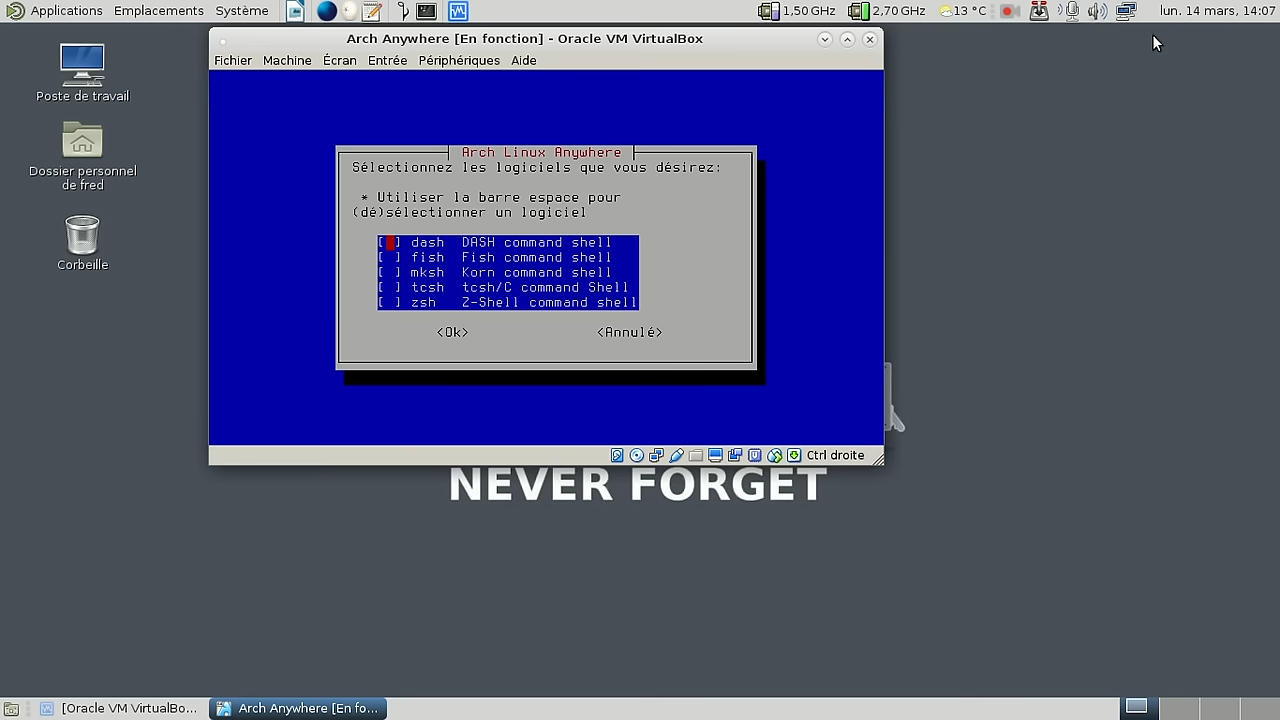 Applications Emplacements Système 1,50 GHz 2,70 GHz 13 °C lun. 14 mars, 14:07
Arch Anywhere [En fonction] - Oracle VM VirtualBox
Fichier Machine Écran Entrée Périphériques Aide
Poste de travail
Dossier personnel
de fred
Corbeille
Arch Linux Anywhere
Sélectionnez les logiciels que vous désirez:
* Utiliser la barre espace pour
(dé)sélectionner un logiciel
[ ] dash DASH command shell
[ ] fish Fish command shell
[ ] mksh Korn command shell
[ ] tcsh tcsh/C command Shell
[ ] zsh Z-Shell command shell
<Ok> <Annulé>
Ctrl droite
NEVER FORGET
[Oracle VM VirtualBo... Arch Anywhere [En fo...